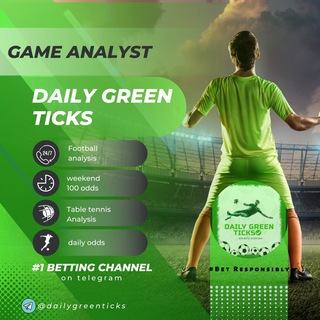 GAME ANALYST
DAILY GREEN
TICKS
24/7
Football
analysis
weekend
100 odds
Table tennis
Analysis
daily odds
#1 BETTING CHANNEL
on telegram
@dailygreenticks
DAILY GREEN
TICKS
#Bet Responsibly